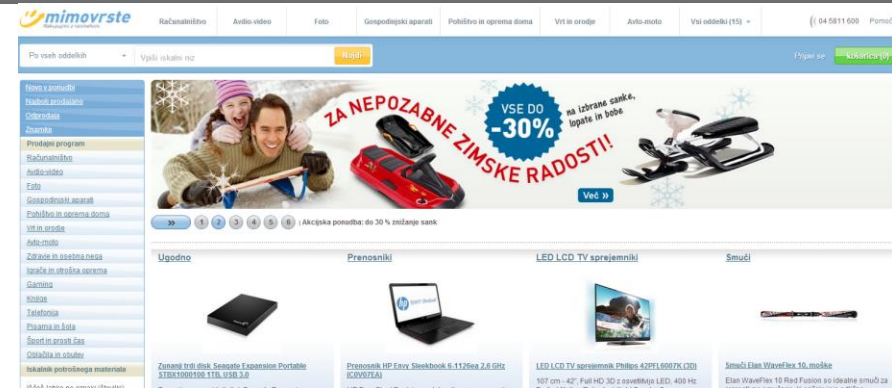 mimovrste
Računalništvo
Avdio-video
Foto
Gospodinjski aparati
Pohištvo in oprema doma
Vrt in orodje
Avto-moto
Vsi oddelki (15)
04 5811 600
Pomoč
Po vseh oddelkih
Vpiši iskalni niz
Najdi
Prijavi se
košarica (0)
Novo v ponudbi
Najbolj prodajano
Odprodaja
Znamke
Prodajni program
Računalništvo
Avdio-video
Foto
Gospodinjski aparati
Pohištvo in oprema doma
Vrt in orodje
Avto-moto
Zdravje in osebna nega
Igrače in otroška oprema
Gaming
Knjige
Telefonija
Pisarna in šola
Šport in prosti čas
Oblačila in obutev
Iskalnik potrošnega materiala
ZA NEPOZABNE
ZIMSKE
RADOSTI!
VSE DO
-30%
na izbrane sanke,
lopate in bobe
Več »
» 1 2 3 4 5 6 : Akcijska ponudba: do 30 % znižanje sank
Ugodno
Prenosniki
LED LCD TV sprejemniki
Smuči
Zunanji trdi disk Seagate Expansion Portable
STBX1000100 1TB, USB 3.0
Prenosnik HP Envy Sleekbook 6-1126ea 2,6 GHz
(C0V07EA)
LED LCD TV sprejemnik Philips 42PFL6007K (3D)
107 cm - 42", Full HD 3D z osvetlitvijo LED, 400 Hz
Smuči Elan WaveFlex 10, moške
Elan WaveFlex 10 Red Fusion so idealne smuči za